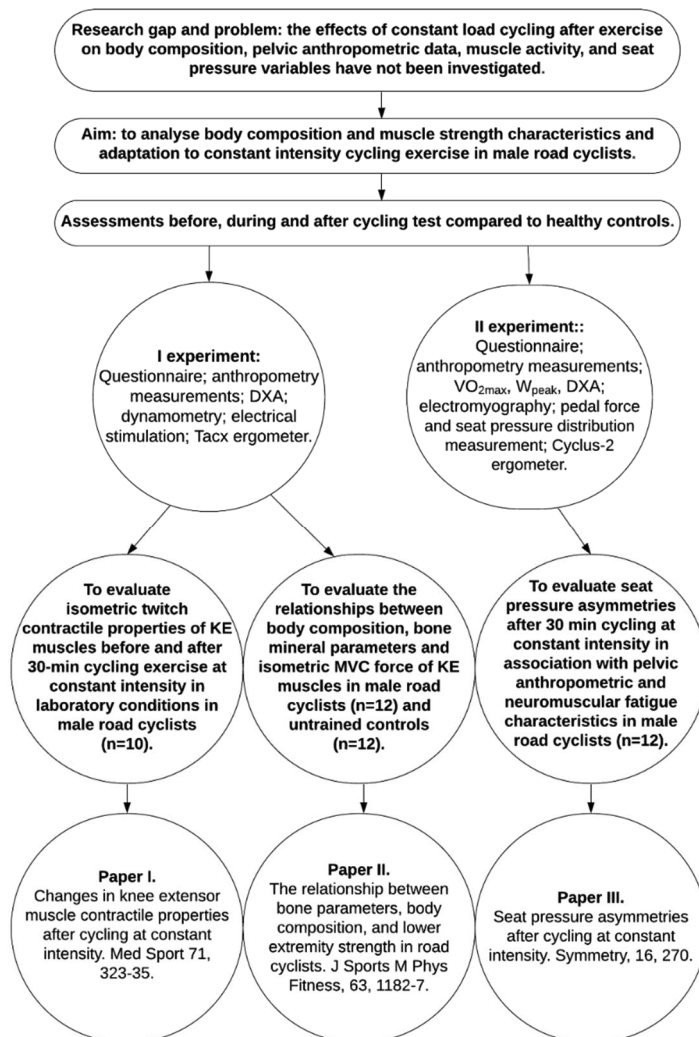 Research gap and problem: the effects of constant load cycling after exercise
on body composition, pelvic anthropometric data, muscle activity, and seat
pressure variables have not been investigated.
Aim: to analyse body composition and muscle strength characteristics and
adaptation to constant intensity cycling exercise in male road cyclists.
Assessments before, during and after cycling test compared to healthy controls.
I experiment:
Questionnaire; anthropometry
measurements; DXA;
dynamometry; electrical
stimulation; Tacx ergometer.
II experiment::
Questionnaire;
anthropometry measurements;
VO2max, Wpeak, DXA;
electromyography; pedal force
and seat pressure distribution
measurement; Cyclus-2
ergometer.
To evaluate
isometric twitch
contractile properties of KE
muscles before and after
30-min cycling exercise at
constant intensity in
laboratory conditions in
male road cyclists
(n=10).
To evaluate the
relationships between
body composition, bone
mineral parameters and
isometric MVC force of KE
muscles in male road
cyclists (n=12) and
untrained controls
(n=12).
To evaluate seat
pressure asymmetries
after 30 min cycling at
constant intensity in
association with pelvic
anthropometric and
neuromuscular fatigue
characteristics in male
road cyclists (n=12).
Paper I.
Changes in knee extensor
muscle contractile properties
after cycling at constant
intensity. Med Sport 71,
323-35.
Paper II.
The relationship between
bone parameters, body
composition, and lower
extremity strength in road
cyclists. J Sports M Phys
Fitness, 63, 1182-7.
Paper III.
Seat pressure asymmetries
after cycling at constant
intensity. Symmetry, 16, 270.